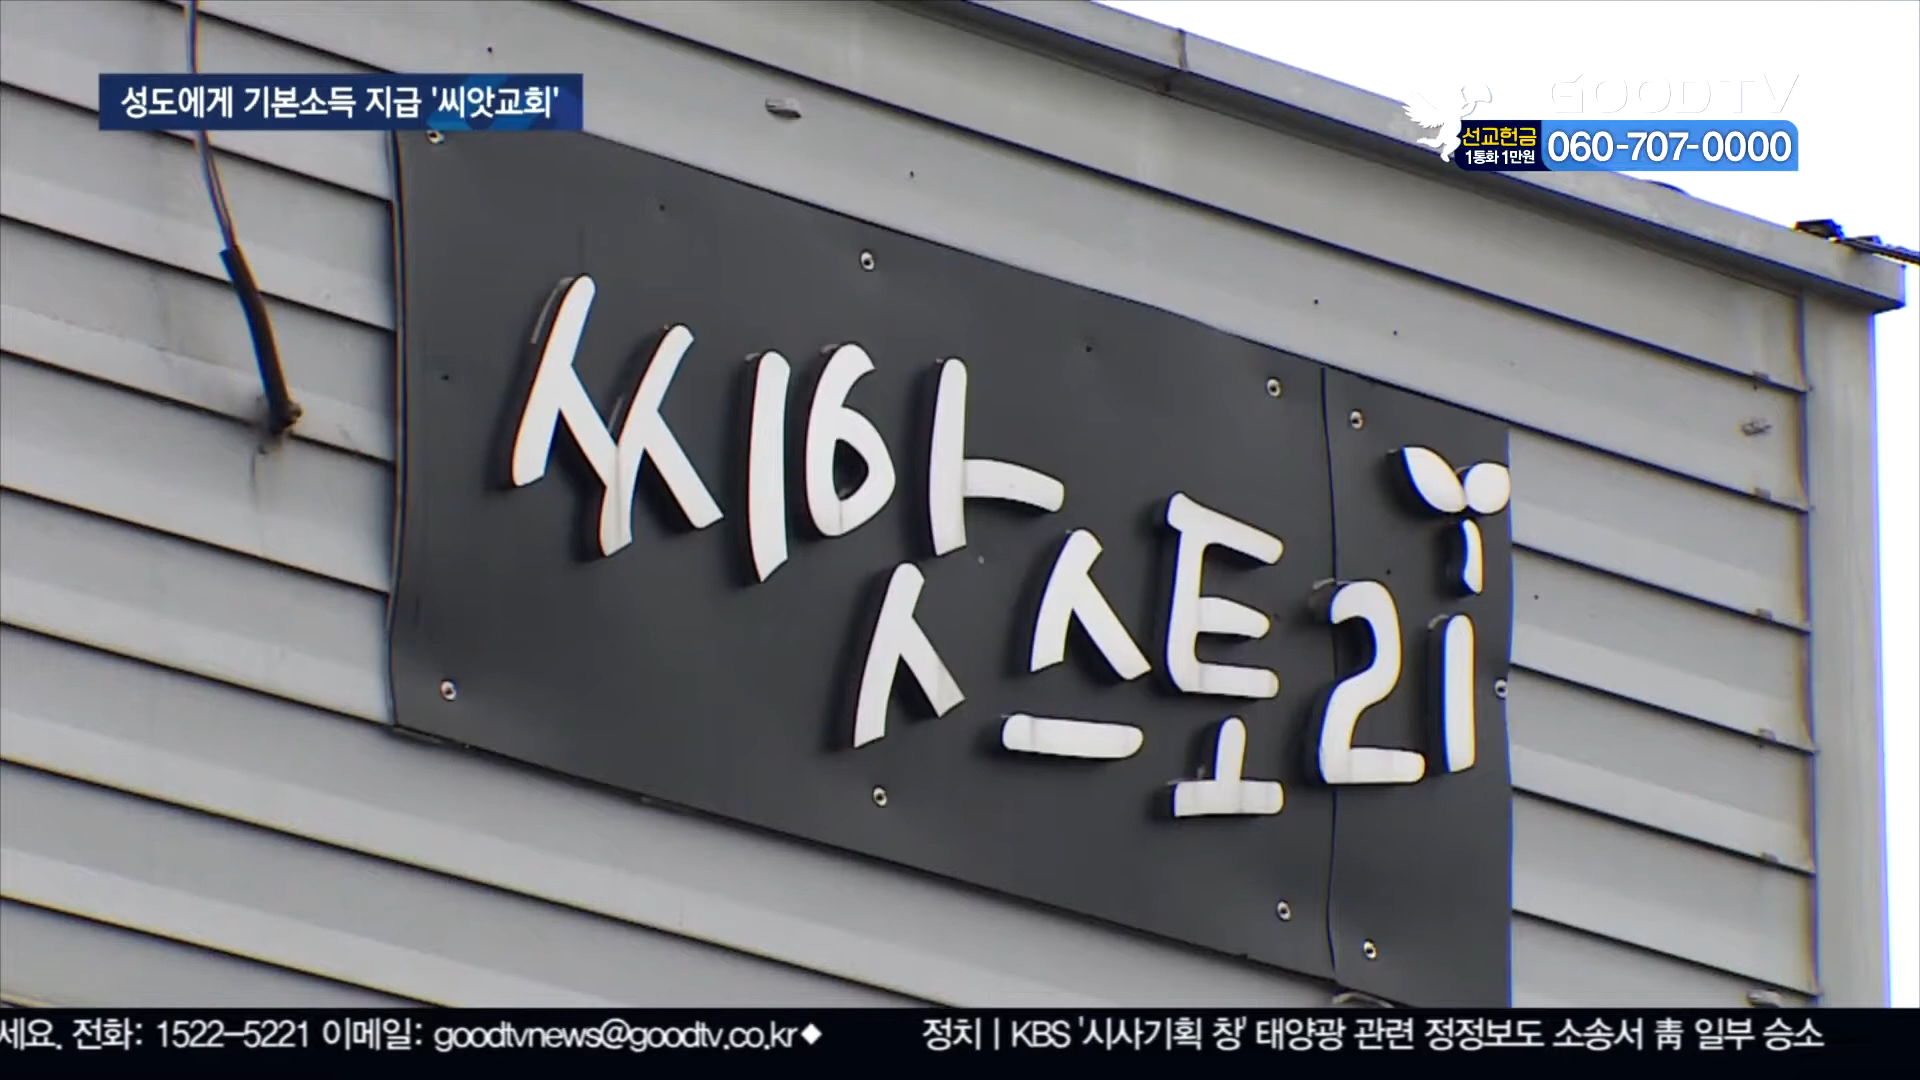 성도에게 기본소득 지급 '씨앗교회'
GOODTV
선교헌금
1통화 1만원
060-707-0000
씨앗스토리
세요. 전화: 1522-5221 이메일: goodtvnews@goodtv.co.kr◆ 정치 | KBS '시사기획 창' 태양광 관련 정정보도 소송서 靑 일부 승소